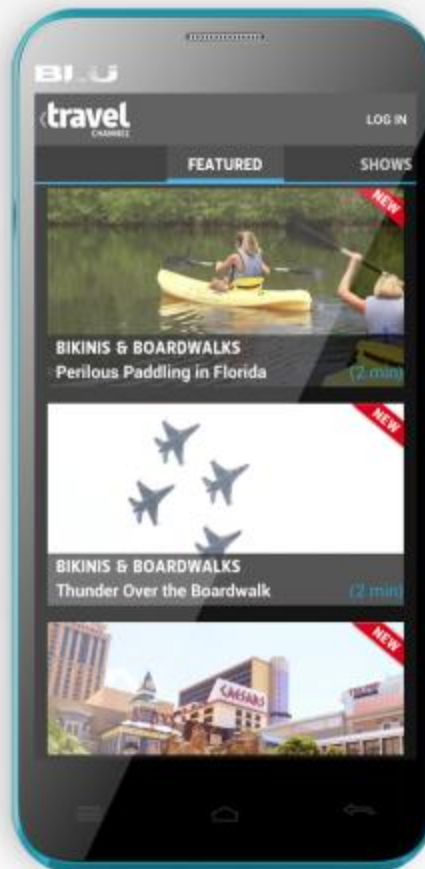 BLU
travel
CHANNEL
LOG IN
FEATURED
SHOWS
NEW
BIKINIS & BOARDWALKS
Perilous Paddling in Florida
(2 min)
NEW
BIKINIS & BOARDWALKS
Thunder Over the Boardwalk
(2 min)
NEW
CAESARS